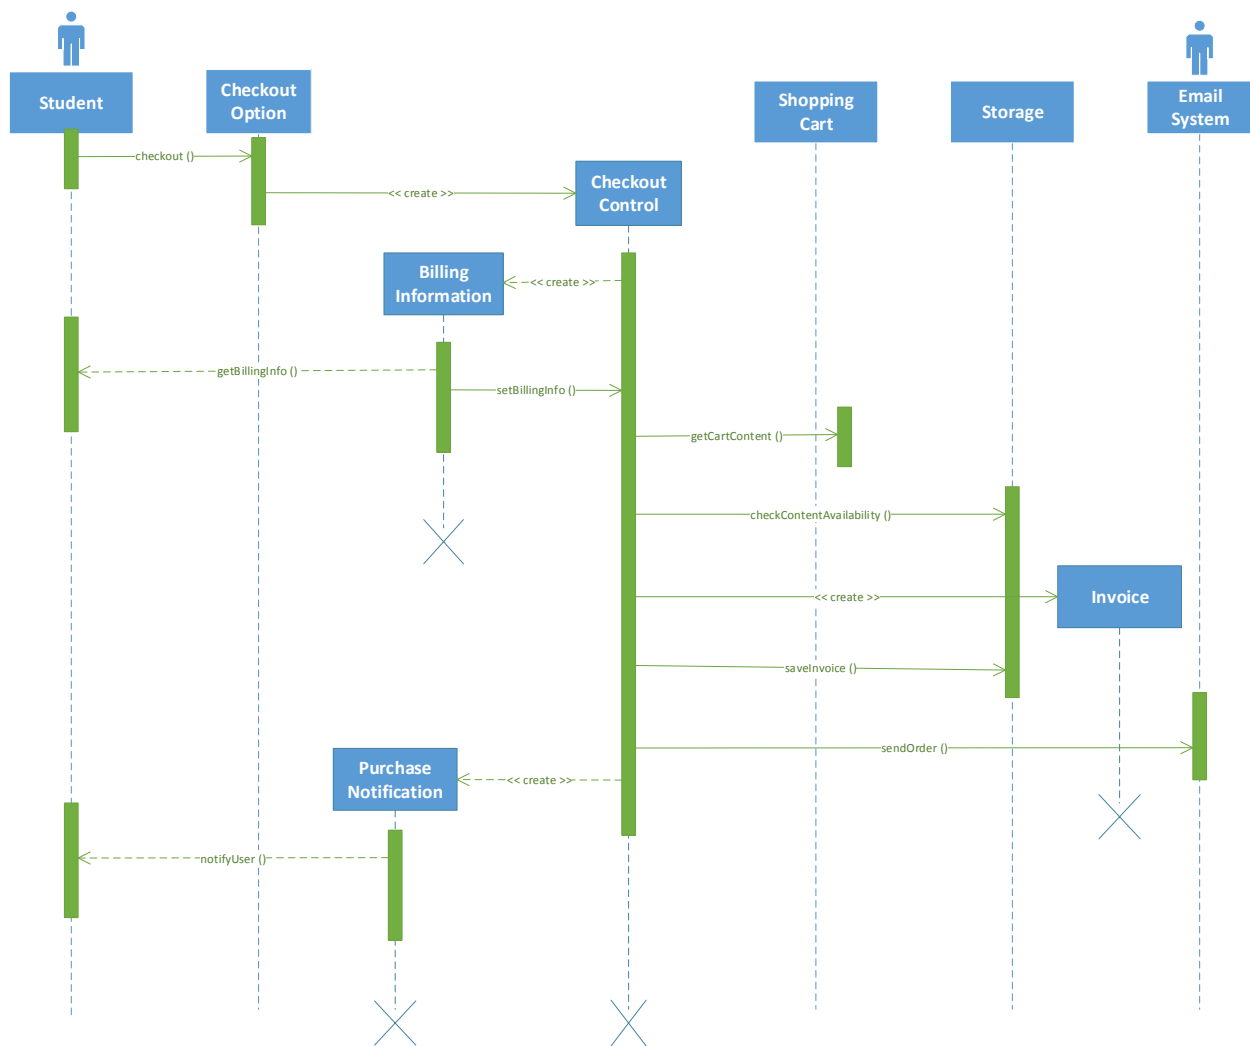 Student
Checkout
Option
Shopping
Cart
Storage
Email
System
checkout ()
<< create >>
Checkout
Control
Billing
Information
<< create >>
getBillingInfo ()
setBillingInfo ()
getCartContent ()
checkContentAvailability ()
<< create >>
Invoice
saveInvoice ()
sendOrder ()
Purchase
Notification
<< create >>
notifyUser ()